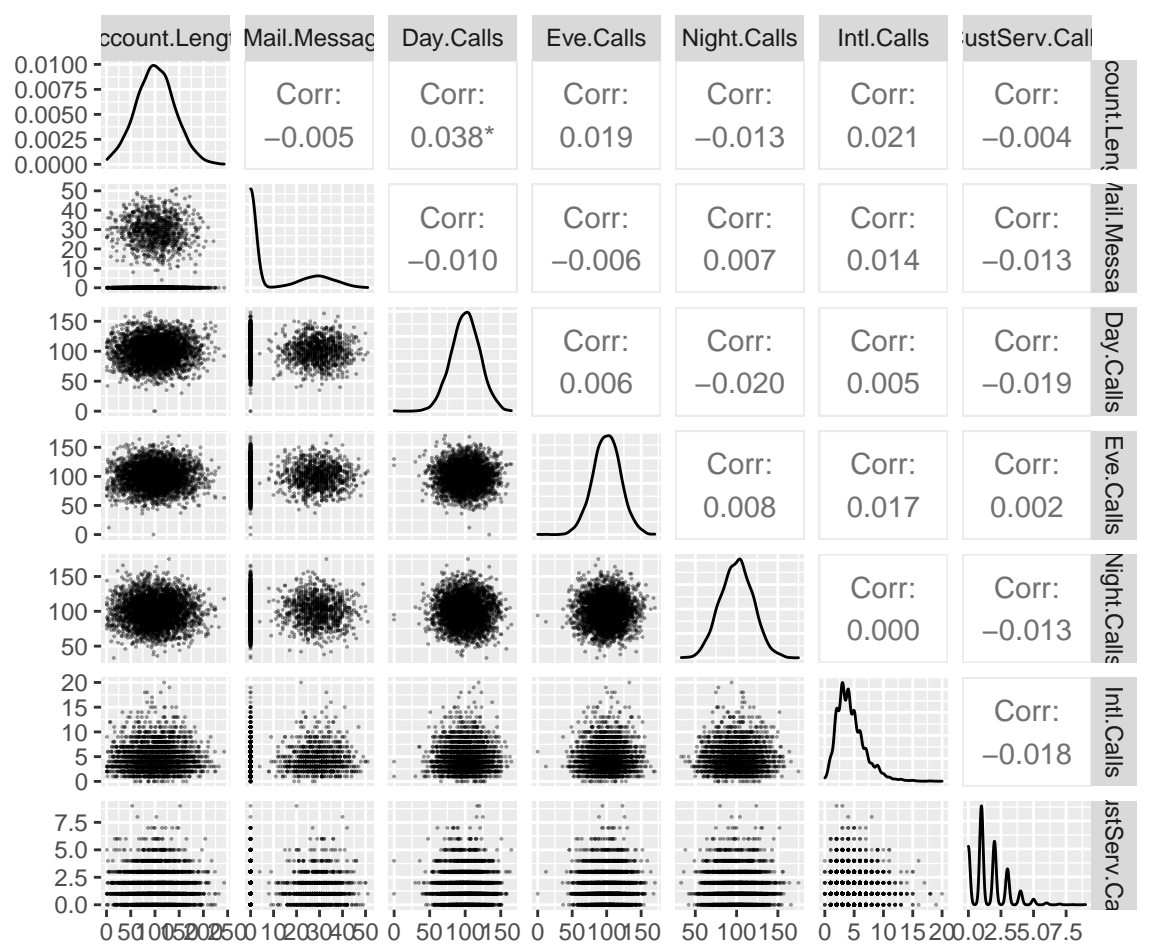 ccount.Lengt Mail.Messag Day.Calls Eve.Calls Night.Calls Intl.Calls CustServ.Call
0.0100
0.0075
0.0050
0.0025
0.0000
Corr: Corr: Corr: Corr: Corr: Corr:
−0.005 0.038* 0.019 −0.013 0.021 −0.004
count.Leng
50
40
30
20
10
0
Corr: Corr: Corr: Corr: Corr:
−0.010 −0.006 0.007 0.014 −0.013
Mail.Messa
150
100
50
0
Corr: Corr: Corr: Corr:
0.006 −0.020 0.005 −0.019
Day.Calls
150
100
50
0
Corr: Corr: Corr:
0.008 0.017 0.002
Eve.Calls
150
100
50
Corr: Corr:
0.000 −0.013
Night.Calls
20
15
10
5
0
Corr:
−0.018
Intl.Calls
7.5
5.0
2.5
0.0
ustServ.Ca
0 50 100 150 200 250 0 10 20 30 40 50 0 50 100 150 0 50 100 150 50 100 150 0 5 10 15 20 0.0 2.5 5.0 7.5